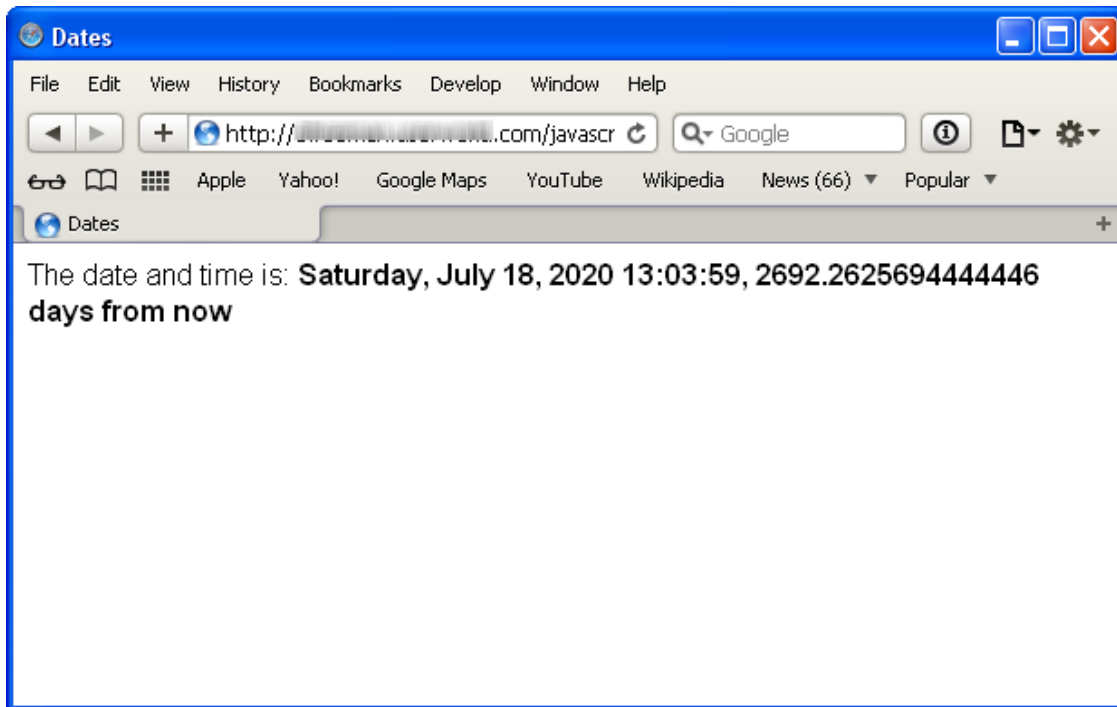 Dates
File Edit View History Bookmarks Develop Window Help
http:// .com/javascr Google
Apple Yahoo! Google Maps YouTube Wikipedia News (66) Popular
Dates
The date and time is: Saturday, July 18, 2020 13:03:59, 2692.2625694444446
days from now